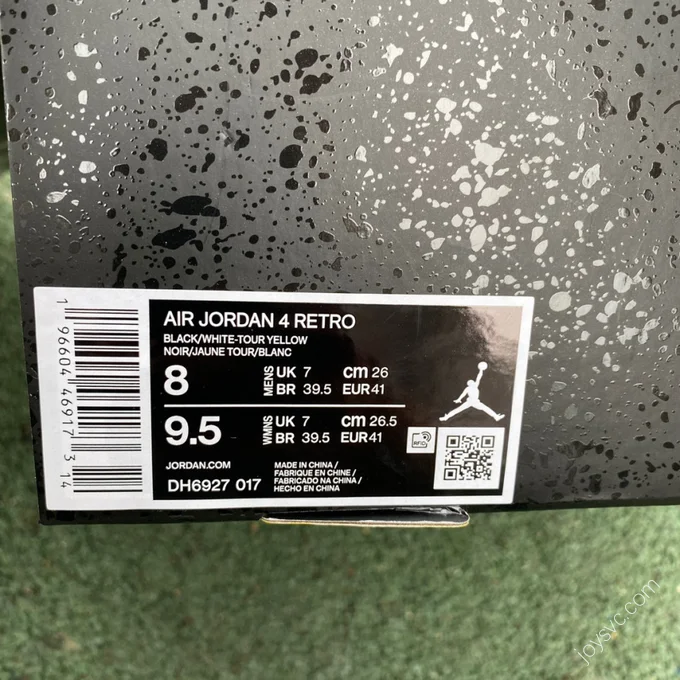 AIR JORDAN 4 RETRO
BLACK/WHITE-TOUR YELLOW
NOIR/JAUNE TOUR/BLANC
8 MENS UK 7 cm 26
BR 39.5 EUR 41
9.5 WMNS UK 7 cm 26.5
BR 39.5 EUR 41
JORDAN.COM
DH6927 017
MADE IN CHINA /
FABRIQUE EN CHINE /
FABRICADO NA CHINA /
HECHO EN CHINA
RFID
1 96604 46917 3 14
joysvc.com